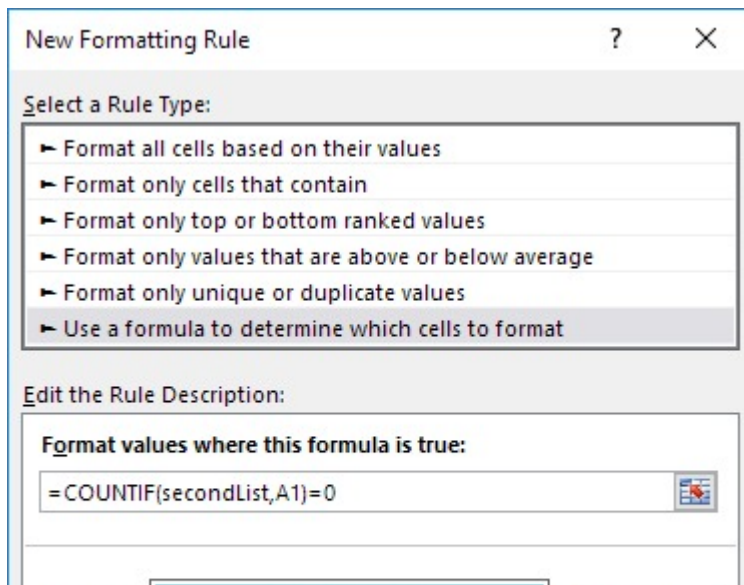 New Formatting Rule ? ×
Select a Rule Type:
► Format all cells based on their values
► Format only cells that contain
► Format only top or bottom ranked values
► Format only values that are above or below average
► Format only unique or duplicate values
► Use a formula to determine which cells to format
Edit the Rule Description:
Format values where this formula is true:
=COUNTIF(secondList,A1)=0